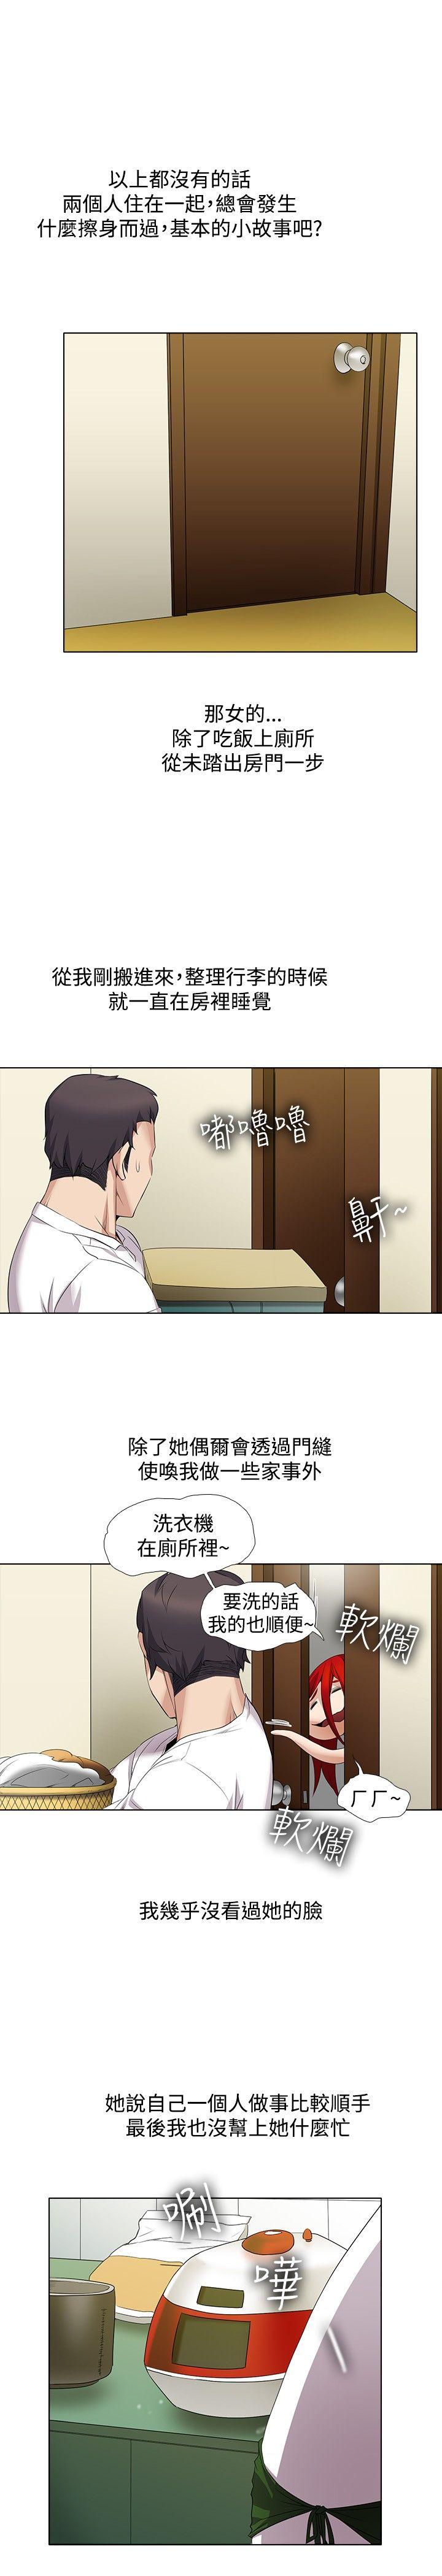 以上都沒有的話
兩個人住在一起,總會發生
什麼擦身而過,基本的小故事吧?
那女的...
除了吃飯上廁所
從未踏出房門一步
從我剛搬進來,整理行李的時候
就一直在房裡睡覺
嘟嚕嚕
鼾~
除了她偶爾會透過門縫
使喚我做一些家事外
洗衣機
在廁所裡~
要洗的話
我的也順便~
軟爛
ㄏㄏ~
軟爛
我幾乎沒看過她的臉
她說自己一個人做事比較順手
最後我也沒幫上她什麼忙
唰
嘩